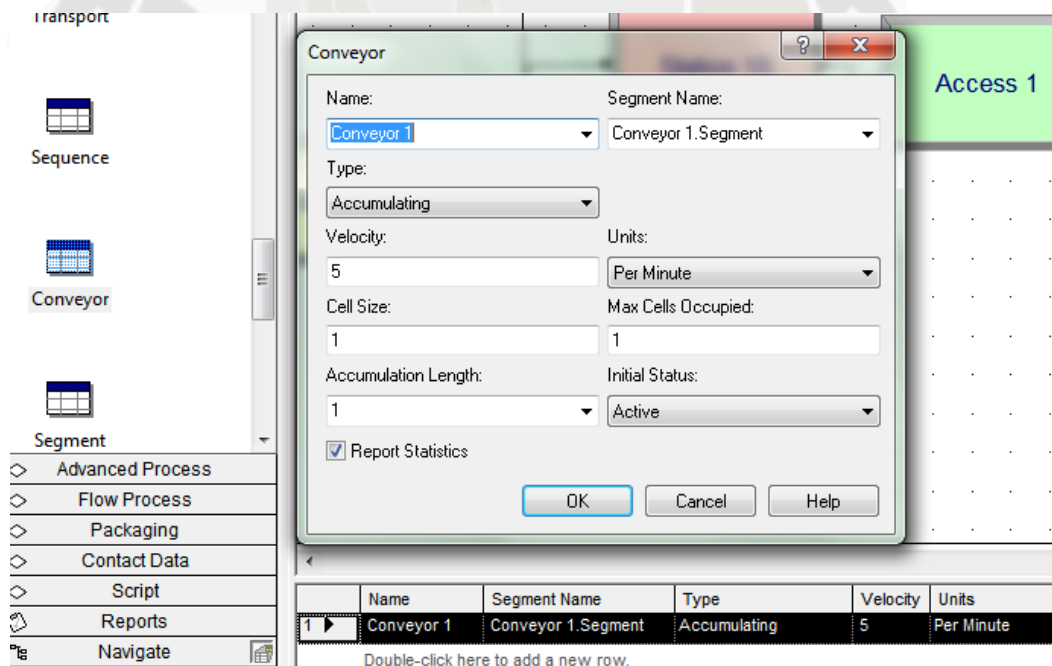 Transport
Sequence
Conveyor
Segment
Advanced Process
Flow Process
Packaging
Contact Data
Script
Reports
Navigate
Conveyor
Name:
Segment Name:
Conveyor 1
Conveyor 1.Segment
Type:
Accumulating
Velocity:
Units:
5
Per Minute
Cell Size:
Max Cells Occupied:
1
1
Accumulation Length:
Initial Status:
1
Active
Report Statistics
OK
Cancel
Help
Access 1
Name Segment Name Type Velocity Units
1 Conveyor 1 Conveyor 1.Segment Accumulating 5 Per Minute
Double-click here to add a new row.